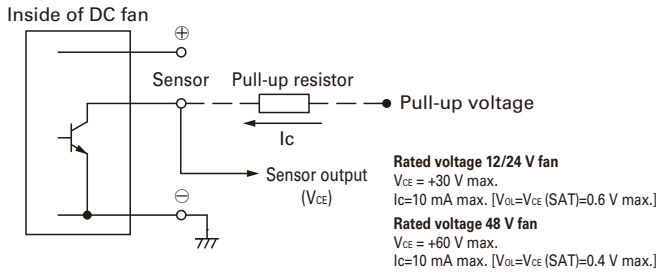 Inside of DC fan
⊕
Sensor
Pull-up resistor
Pull-up voltage
Ic
Sensor output
(VCE)
⊖
Rated voltage 12/24 V fan
VCE = +30 V max.
Ic=10 mA max. [VOL=VCE (SAT)=0.6 V max.]
Rated voltage 48 V fan
VCE = +60 V max.
Ic=10 mA max. [VOL=VCE (SAT)=0.4 V max.]